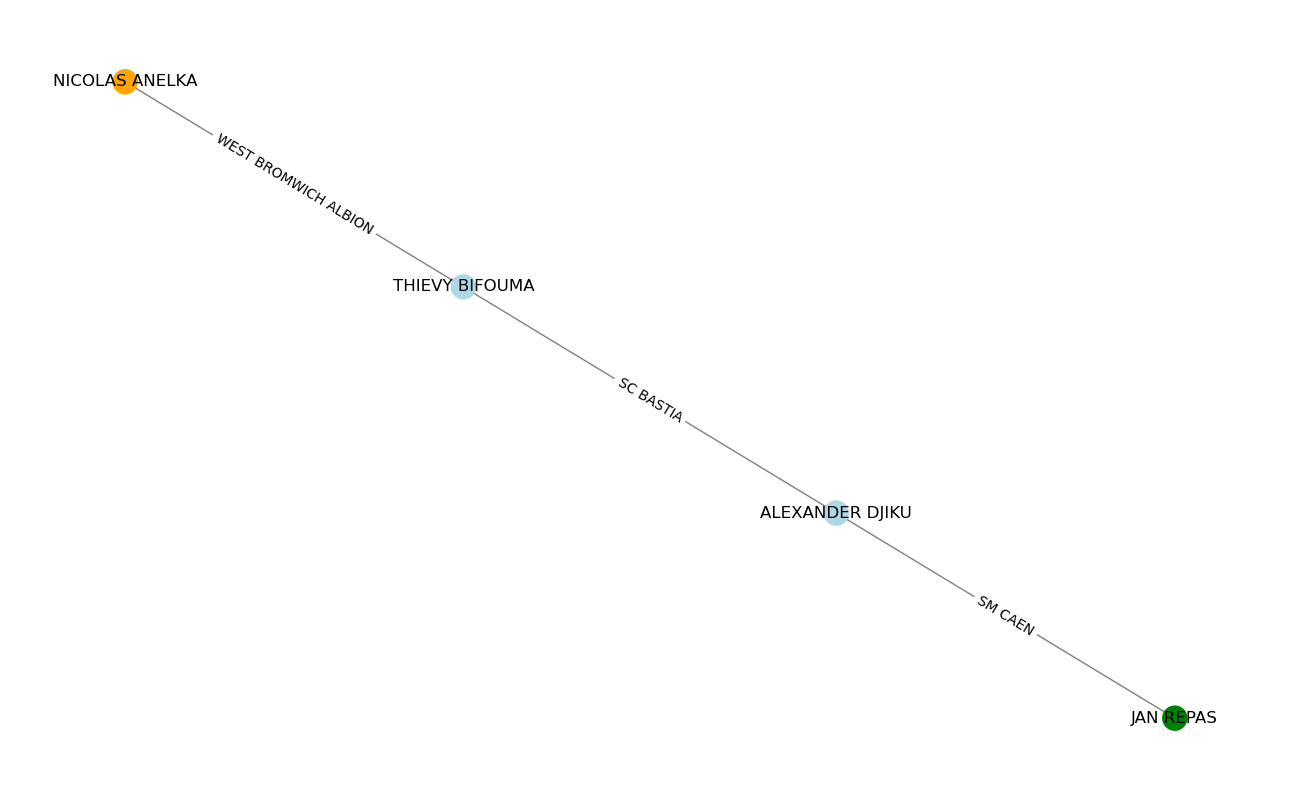 NICOLAS ANELKA
WEST BROMWICH ALBION
THIEVY BIFOUMA
SC BASTIA
ALEXANDER DJIKU
SM CAEN
JAN REPAS